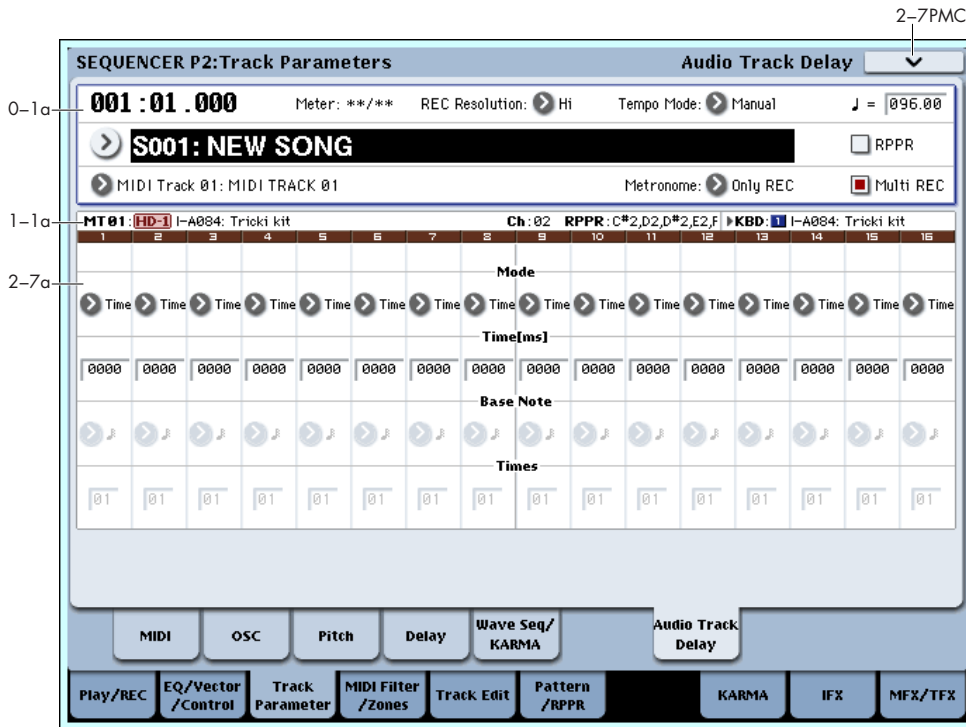 2–7PMC
SEQUENCER P2:Track Parameters Audio Track Delay
0–1a
001:01.000 Meter: **/** REC Resolution: Hi Tempo Mode: Manual ♩ = 096.00
S001: NEW SONG RPPR
MIDI Track 01: MIDI TRACK 01 Metronome: Only REC Multi REC
1–1a
MT01: HD-1 I-A084: Tricki kit Ch:02 RPPR:C#2,D2,D#2,E2,F ▶KBD: 1 I-A084: Tricki kit
1 2 3 4 5 6 7 8 9 10 11 12 13 14 15 16
2–7a
Mode
Time Time Time Time Time Time Time Time Time Time Time Time Time Time Time Time
Time[ms]
0000 0000 0000 0000 0000 0000 0000 0000 0000 0000 0000 0000 0000 0000 0000 0000
Base Note
Times
01 01 01 01 01 01 01 01 01 01 01 01 01 01 01 01
MIDI OSC Pitch Delay Wave Seq/ KARMA Audio Track Delay
Play/REC EQ/Vector /Control Track Parameter MIDI Filter /Zones Track Edit Pattern /RPPR KARMA IFX MFX/TFX